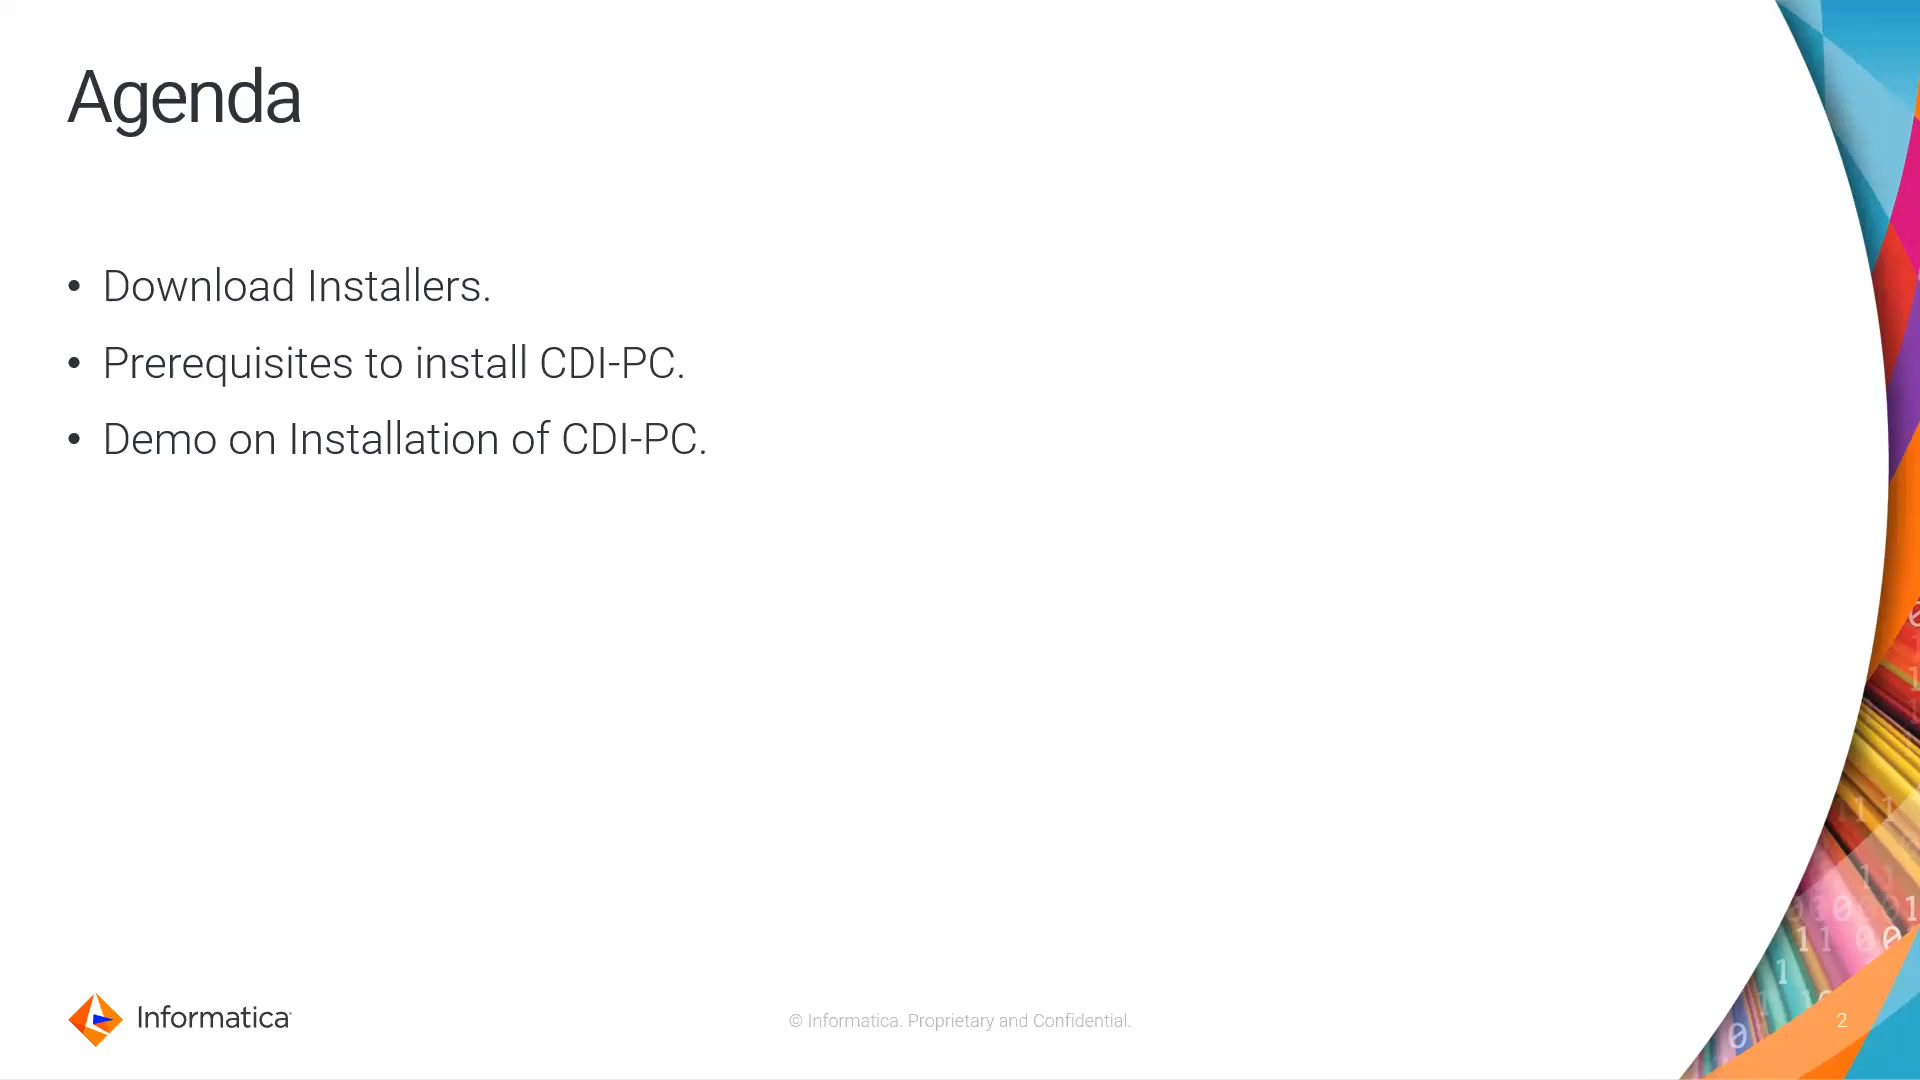 Agenda
• Download Installers.
• Prerequisites to install CDI-PC.
• Demo on Installation of CDI-PC.
Informatica
© Informatica. Proprietary and Confidential.
2